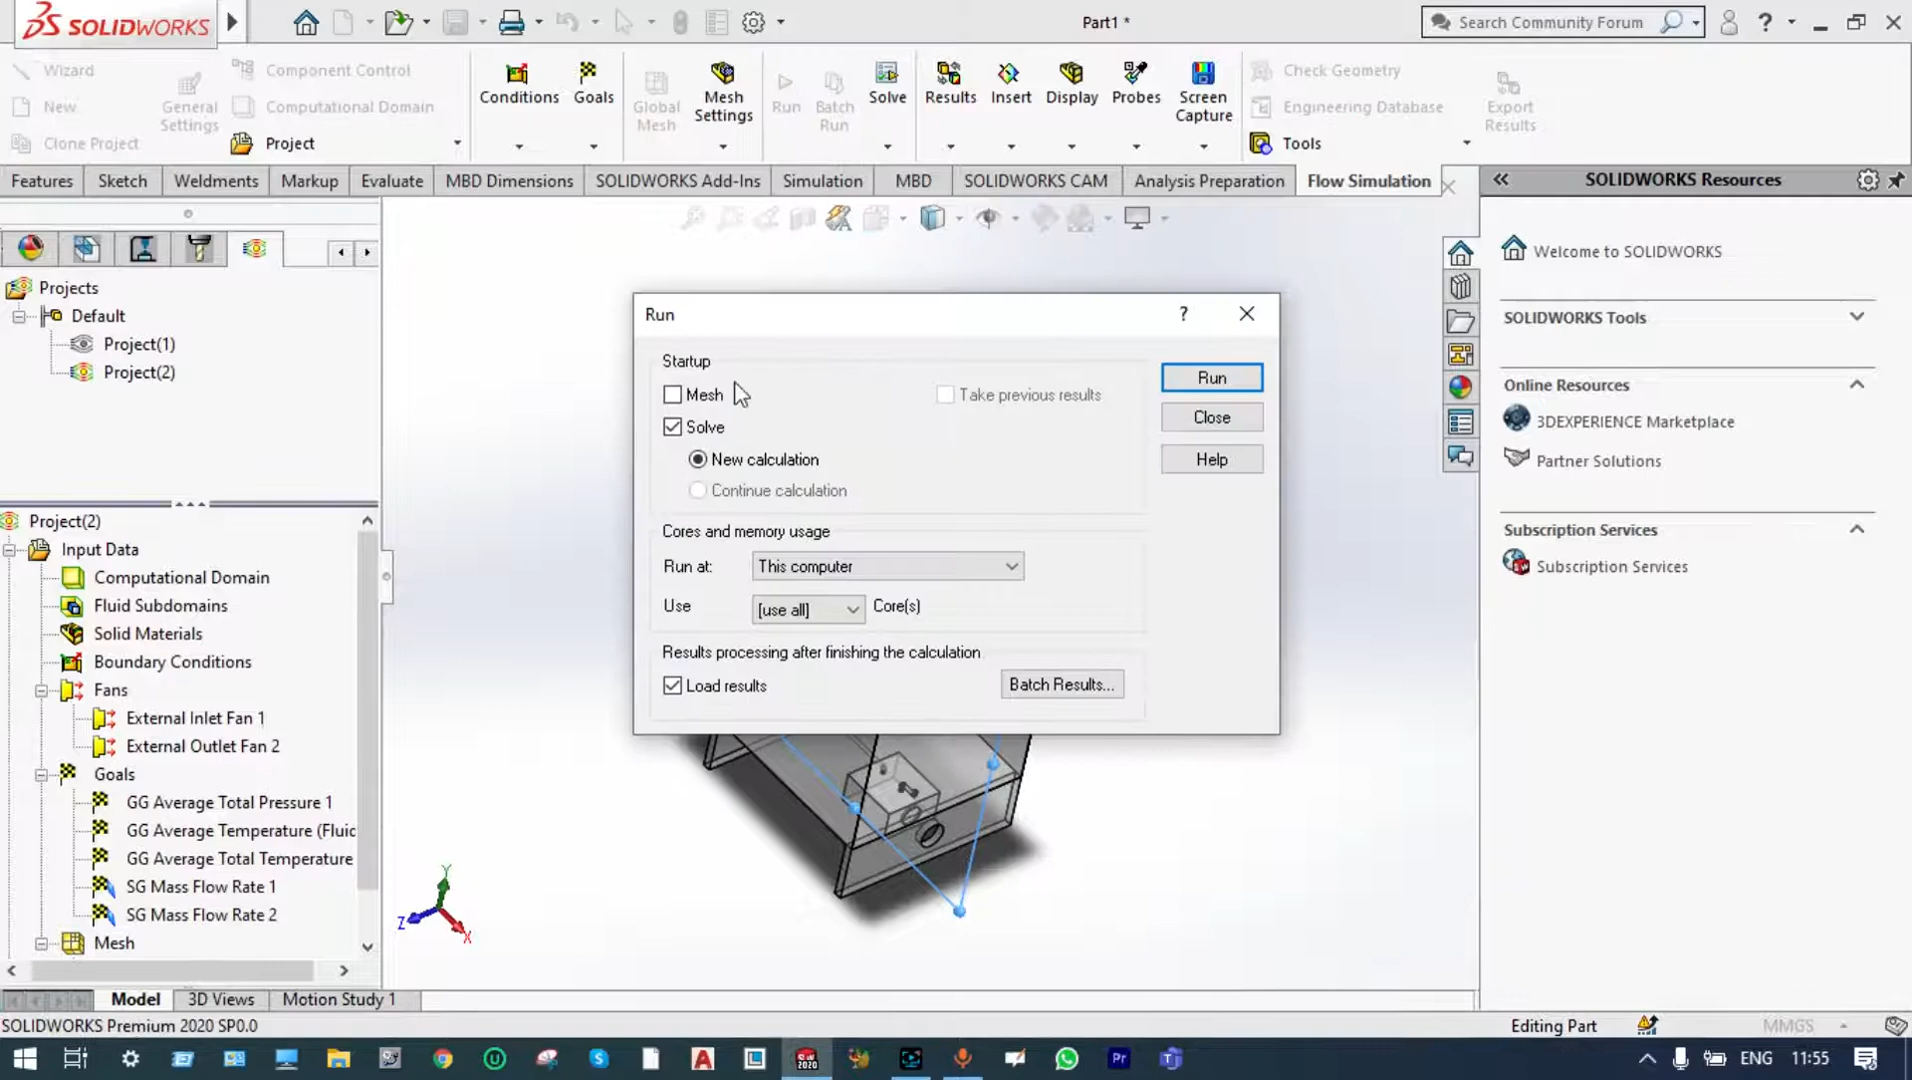 SOLIDWORKS
Part1 *
Search Community Forum
?
Wizard
New
Clone Project
General Settings
Component Control
Computational Domain
Project
Conditions
Goals
Global Mesh
Mesh Settings
Run
Batch Run
Solve
Results
Insert
Display
Probes
Screen Capture
Check Geometry
Engineering Database
Tools
Export Results
Features
Sketch
Weldments
Markup
Evaluate
MBD Dimensions
SOLIDWORKS Add-Ins
Simulation
MBD
SOLIDWORKS CAM
Analysis Preparation
Flow Simulation
SOLIDWORKS Resources
Projects
Default
Project(1)
Project(2)
Project(2)
Input Data
Computational Domain
Fluid Subdomains
Solid Materials
Boundary Conditions
Fans
External Inlet Fan 1
External Outlet Fan 2
Goals
GG Average Total Pressure 1
GG Average Temperature (Fluid
GG Average Total Temperature
SG Mass Flow Rate 1
SG Mass Flow Rate 2
Mesh
Run
?
Startup
Mesh
Take previous results
Solve
New calculation
Continue calculation
Run
Close
Help
Cores and memory usage
Run at: This computer
Use [use all] Core(s)
Results processing after finishing the calculation
Load results
Batch Results...
Y
Z
X
Welcome to SOLIDWORKS
SOLIDWORKS Tools
Online Resources
3DEXPERIENCE Marketplace
Partner Solutions
Subscription Services
Subscription Services
Model
3D Views
Motion Study 1
SOLIDWORKS Premium 2020 SP0.0
Editing Part
MMGS
ENG
11:55